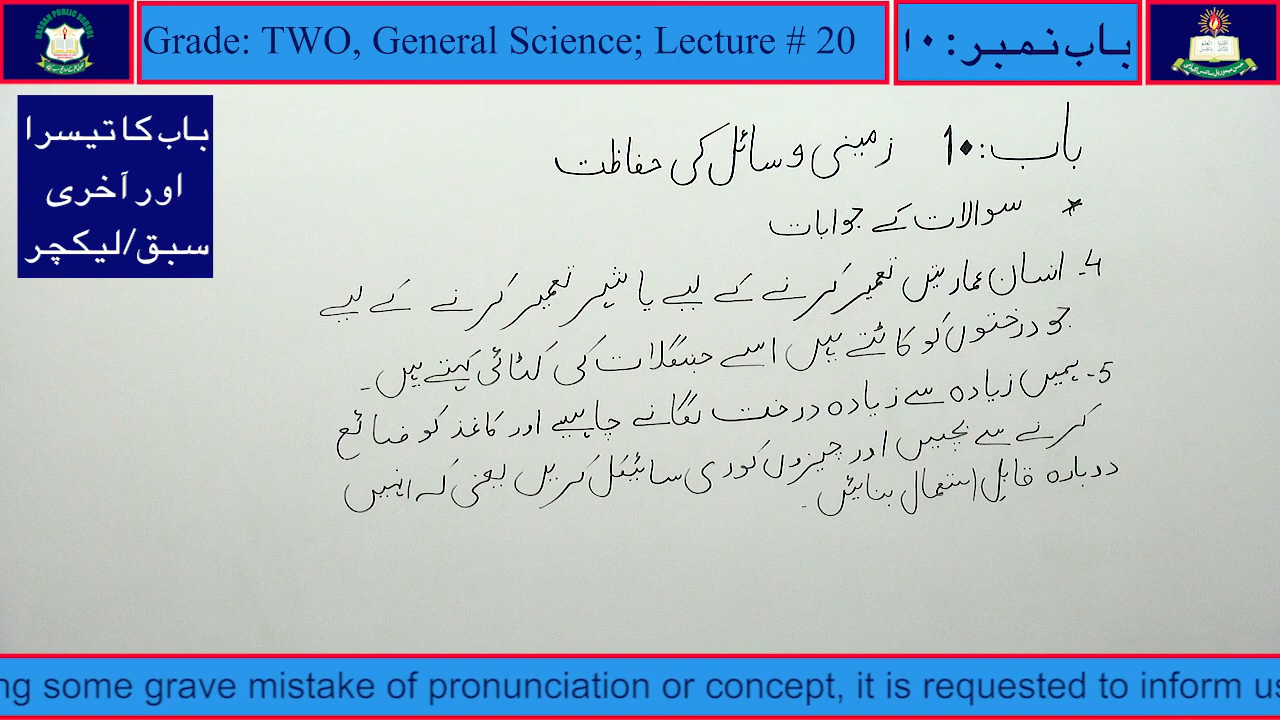 HASSAN PUBLIC SCHOOL
Grade: TWO, General Science; Lecture # 20
باب نمبر: ۱۰
باب کا تیسرا
اور آخری
سبق/لیکچر
باب: 10 زمینی وسائل کی حفاظت
* سوالات کے جوابات
4- انسان عمارتیں تعمیر کرنے کے لیے یا شہر تعمیر کرنے کے لیے
جو درختوں کو کاٹتے ہیں اسے جنگلات کی کٹائی کہتے ہیں۔
5- ہمیں زیادہ سے زیادہ درخت لگانے چاہیے اور کاغذ کو ضائع
کرنے سے بچیں اور چیزوں کو ری سائیکل کریں یعنی کہ انہیں
دوبارہ قابلِ استعمال بنائیں۔
ng some grave mistake of pronunciation or concept, it is requested to inform us